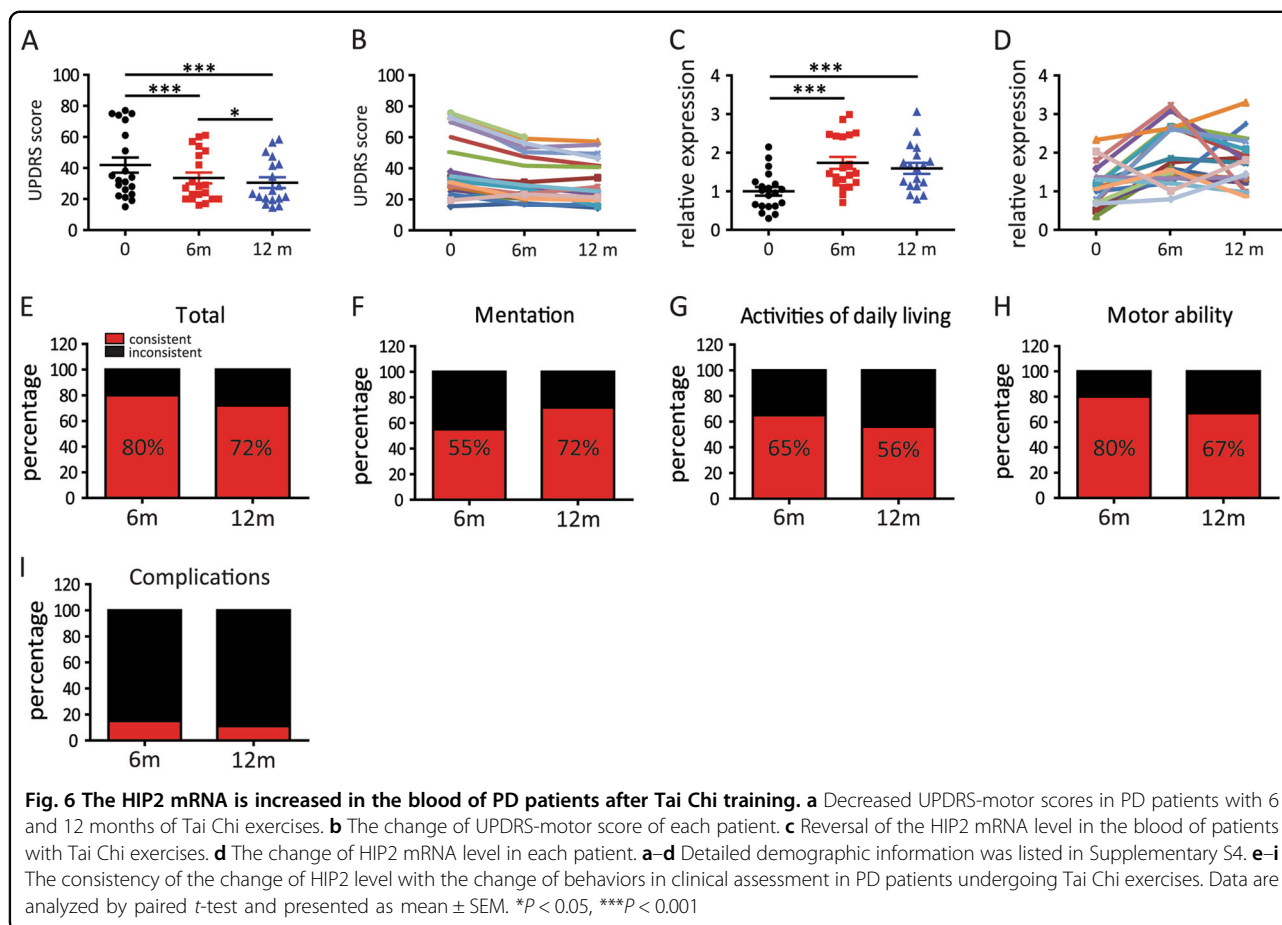 A B C D
*** *** *** ***
*** * ***
UPDRS score UPDRS score relative expression relative expression
100 100 4 4
80 80 3 3
60 60 2 2
40 40 1 1
20 20 0 0
0 0
0 6m 12 m 0 6m 12 m 0 6m 12 m 0 6m 12 m
E Total F Mentation G Activities of daily living H Motor ability
consistent
inconsistent
percentage percentage percentage percentage
120 120 120 120
100 100 100 100
80 80 80 80
60 60 60 60
40 40 40 40
20 20 20 20
0 0 0 0
80% 72% 55% 72% 65% 56% 80% 67%
6m 12m 6m 12m 6m 12m 6m 12m
I Complications
percentage
120
100
80
60
40
20
0
6m 12m
Fig. 6 The HIP2 mRNA is increased in the blood of PD patients after Tai Chi training. a Decreased UPDRS-motor scores in PD patients with 6
and 12 months of Tai Chi exercises. b The change of UPDRS-motor score of each patient. c Reversal of the HIP2 mRNA level in the blood of patients
with Tai Chi exercises. d The change of HIP2 mRNA level in each patient. a–d Detailed demographic information was listed in Supplementary S4. e–i
The consistency of the change of HIP2 level with the change of behaviors in clinical assessment in PD patients undergoing Tai Chi exercises. Data are
analyzed by paired t-test and presented as mean ± SEM. *P < 0.05, ***P < 0.001